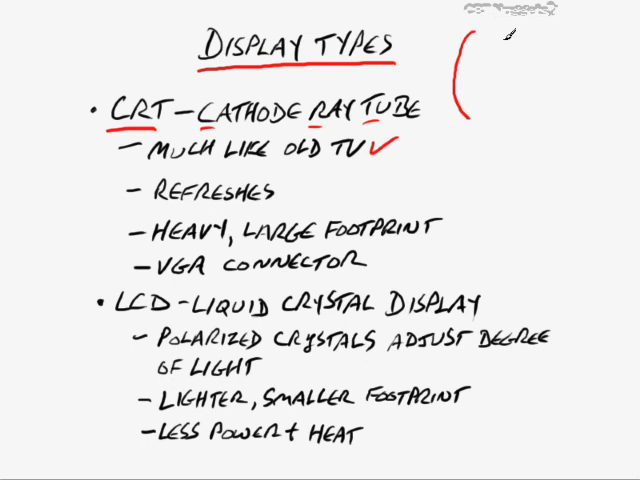 DISPLAY TYPES
• CRT - CATHODE RAY TUBE
- MUCH LIKE OLD TV ✓
- REFRESHES
- HEAVY, LARGE FOOTPRINT
- VGA CONNECTOR
• LCD - LIQUID CRYSTAL DISPLAY
- POLARIZED CRYSTALS ADJUST DEGREE
OF LIGHT
- LIGHTER, SMALLER FOOTPRINT
- LESS POWER + HEAT